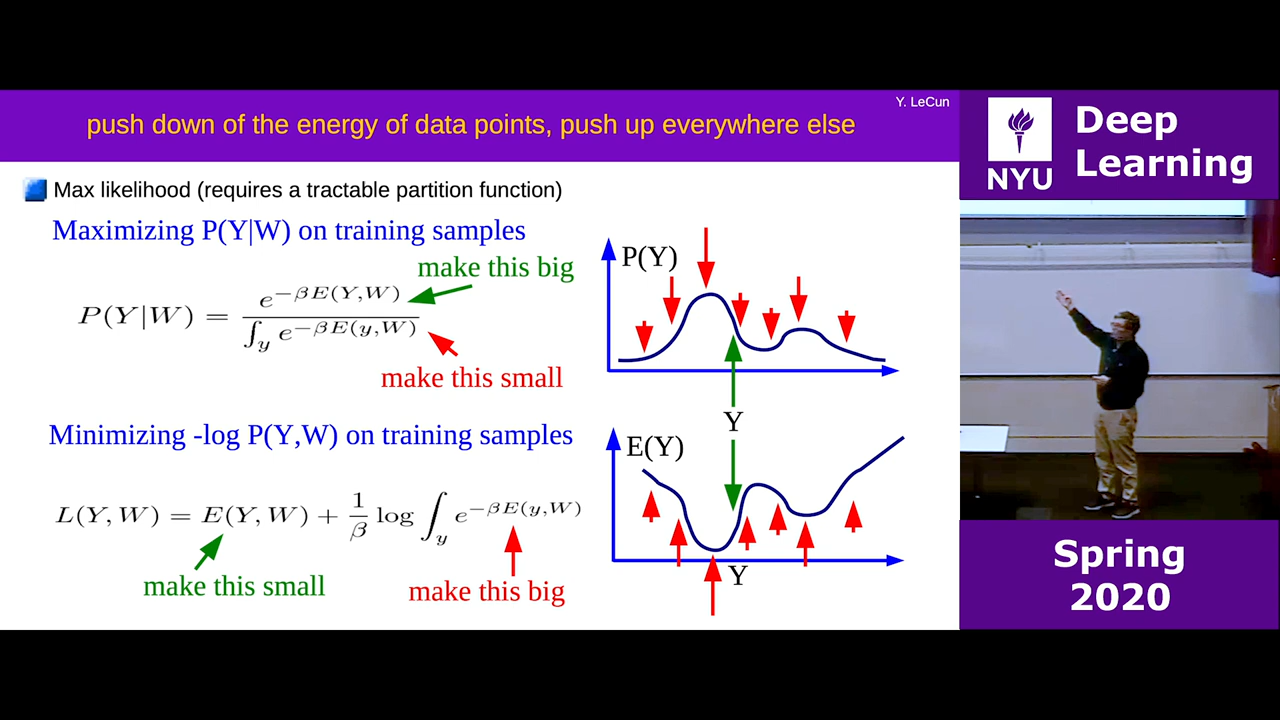 Y. LeCun
push down of the energy of data points, push up everywhere else
Max likelihood (requires a tractable partition function)
Maximizing P(Y|W) on training samples
make this big
P(Y|W) = e^{-βE(Y,W)} / ∫_y e^{-βE(y,W)}
make this small
P(Y)
Y
Minimizing -log P(Y,W) on training samples
E(Y)
L(Y, W) = E(Y, W) + 1/β log ∫_y e^{-βE(y,W)}
make this small
make this big
Y
NYU
Deep
Learning
Spring
2020